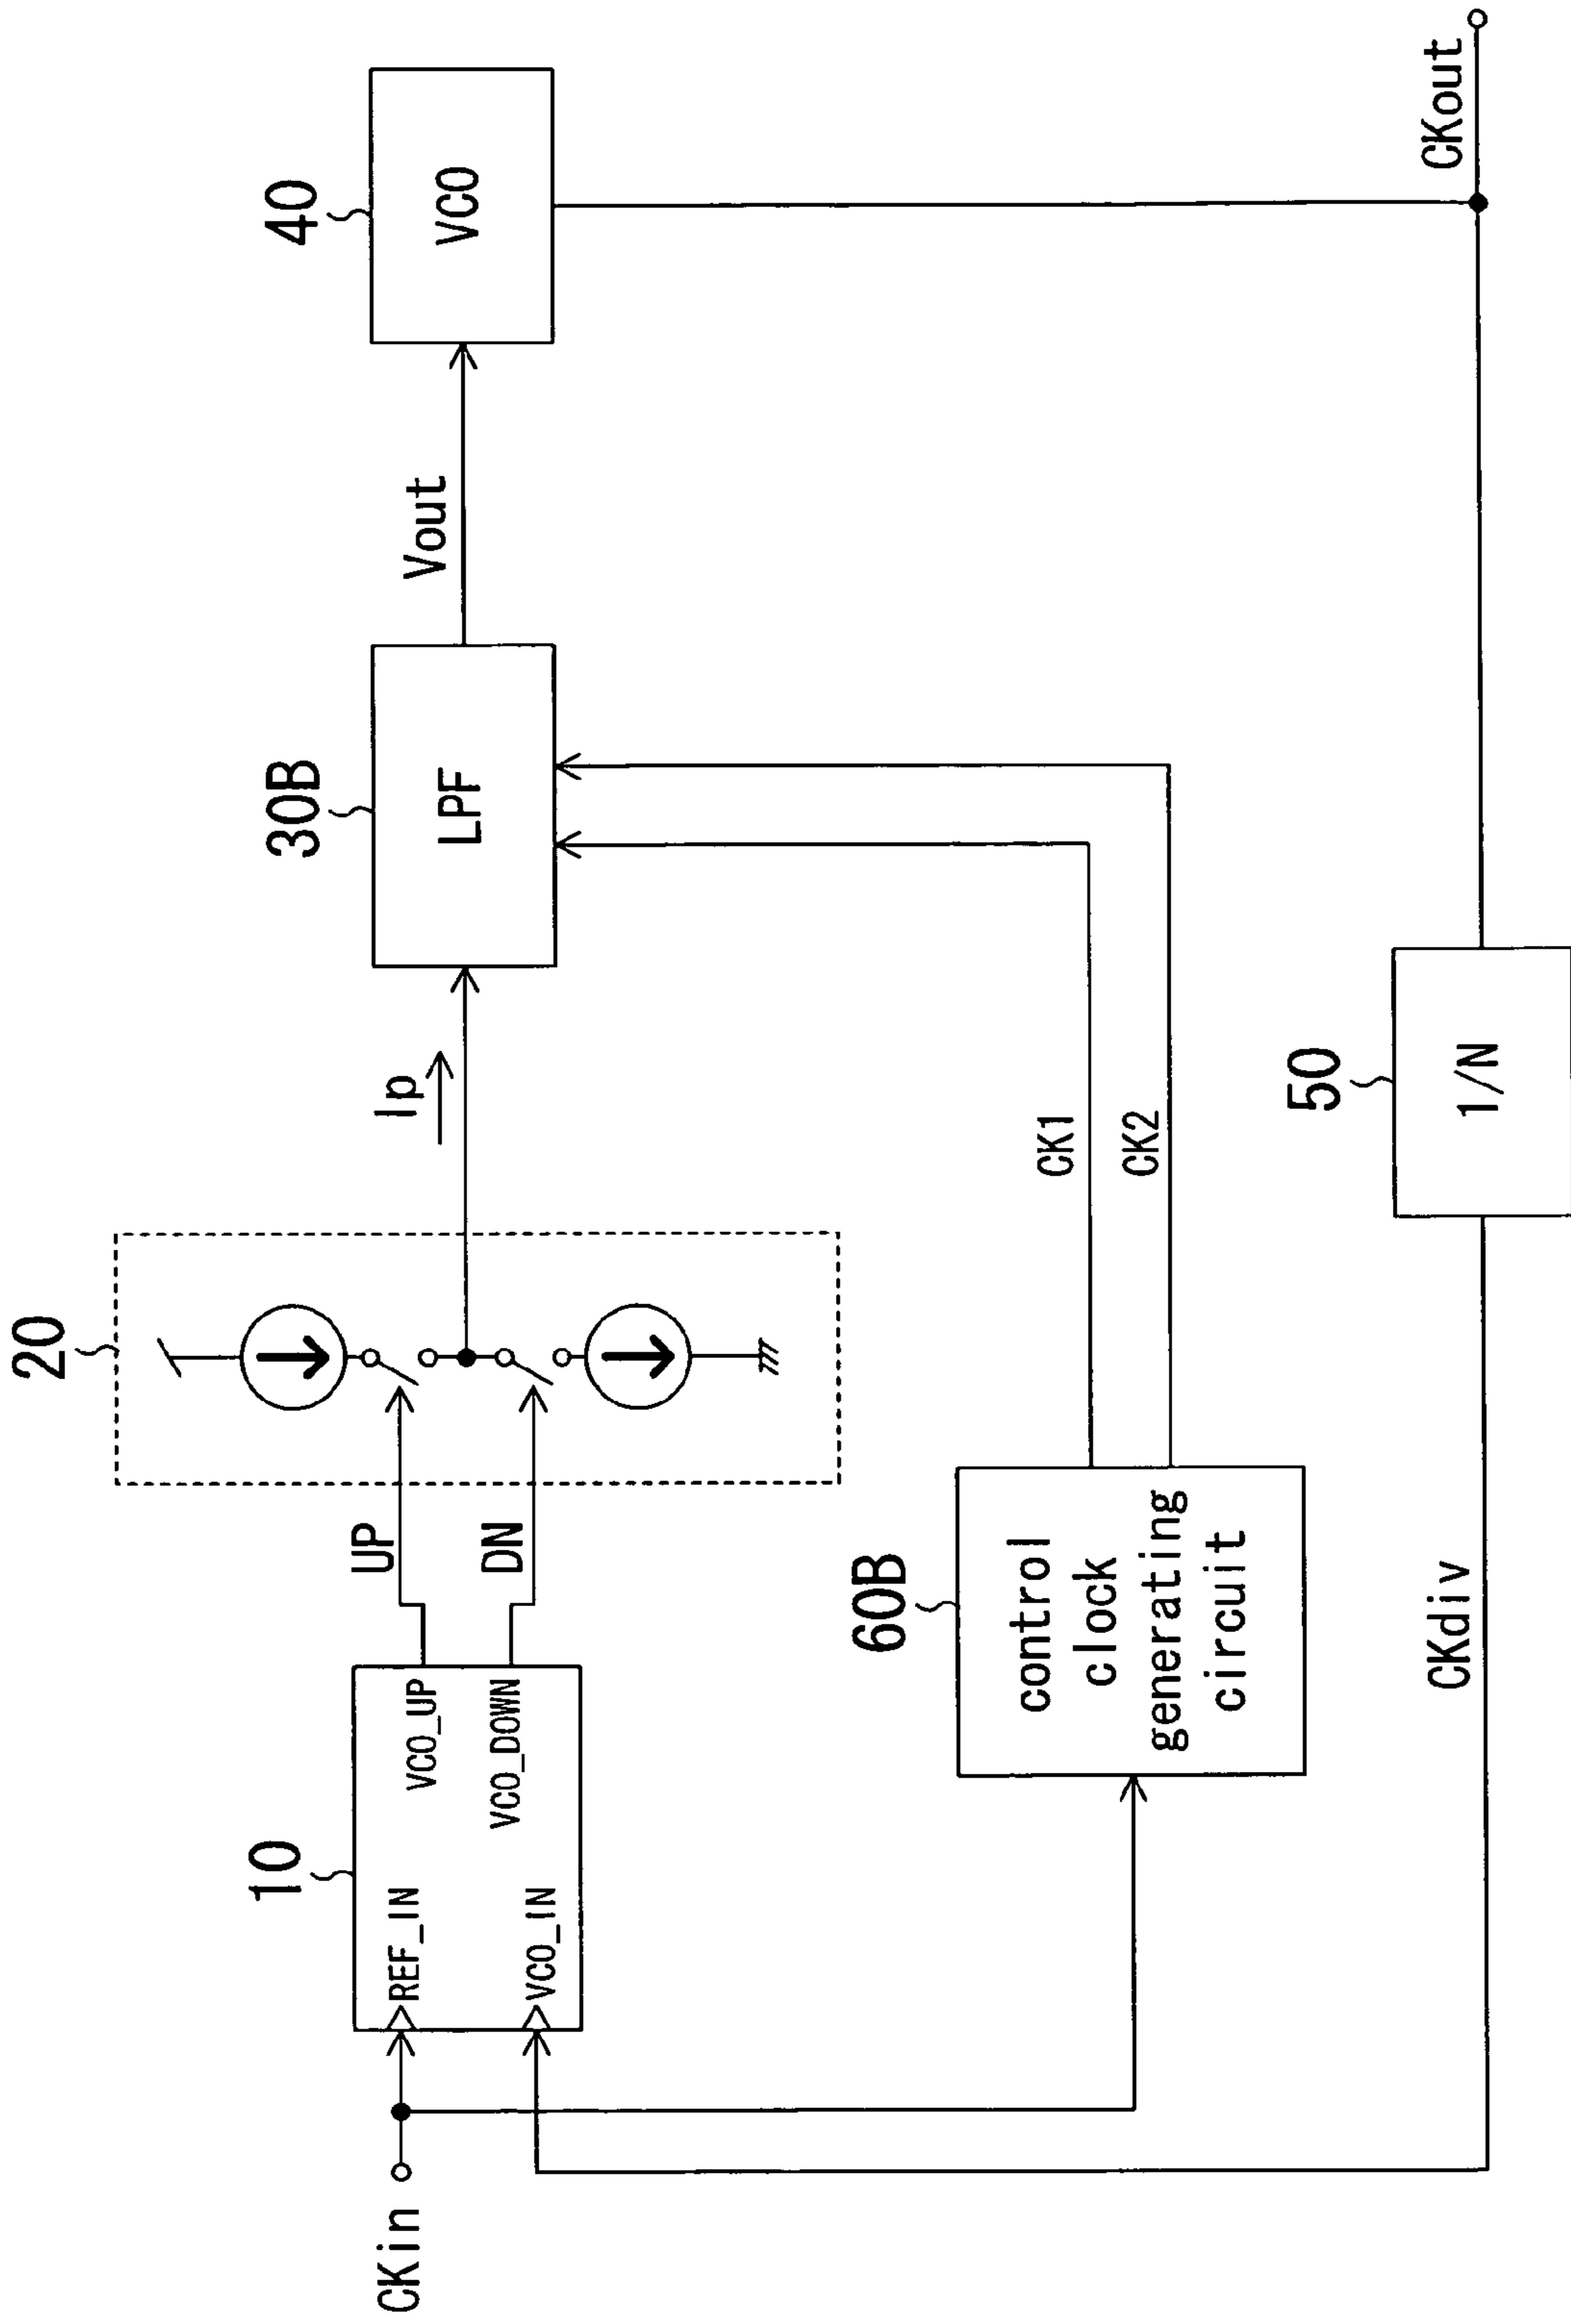 20
40
30B
10
UP
Ip
Vout
CKin
REF_IN
VCO_UP
LPF
VCO
DN
VCO_IN
VCO_DOWN
60B
control
clock
generating
circuit
CK1
CK2
50
CKdiv
1/N
CKout